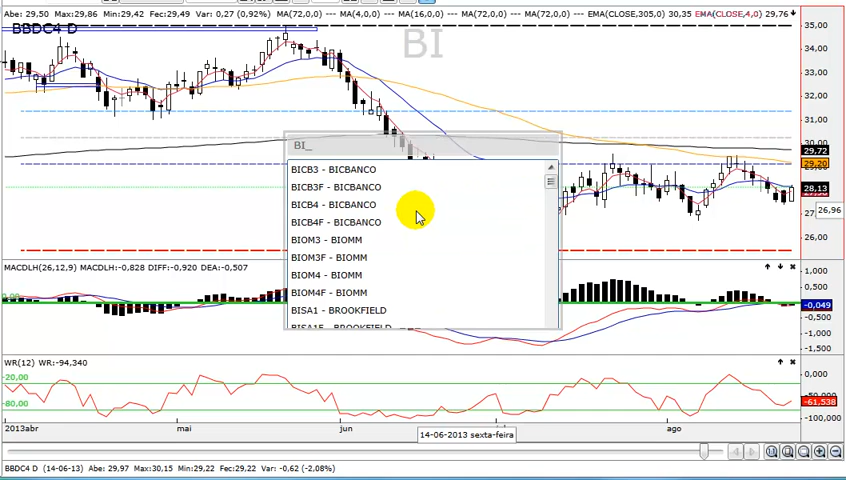 Abe: 29,50 Max: 29,86 Min: 29,42 Fec: 29,49 Var: 0,27 (0,92%) MA(72,0,0) --- MA(4,0,0) --- MA(16,0,0) --- MA(72,0,0) --- MA(72,0,0) --- EMA(CLOSE,305,0) 30,35 EMA(CLOSE,4,0) 29,76
BBDC4 D
BI
35,00
34,00
33,00
32,00
31,00
30,00
29,72
29,20
28,13
26,96
26,00
BI_
BICB3 - BICBANCO
BICB3F - BICBANCO
BICB4 - BICBANCO
BICB4F - BICBANCO
BIOM3 - BIOMM
BIOM3F - BIOMM
BIOM4 - BIOMM
BIOM4F - BIOMM
BISA1 - BROOKFIELD
BISA1F - BROOKFIELD
MACDLH(26,12,9) MACDLH:-0,828 DIFF:-0,920 DEA:-0,507
1,000
0,500
-0,049
-0,500
-1,000
-1,500
WR(12) WR:-94,340
-20,00
-80,00
0,000
-61,538
-100,000
2013abr mai jun ago
14-06-2013 sexta-feira
BBDC4 D (14-06-13) Abe: 29,97 Max: 30,15 Min: 29,22 Fec: 29,22 Var: -0,62 (-2,08%)